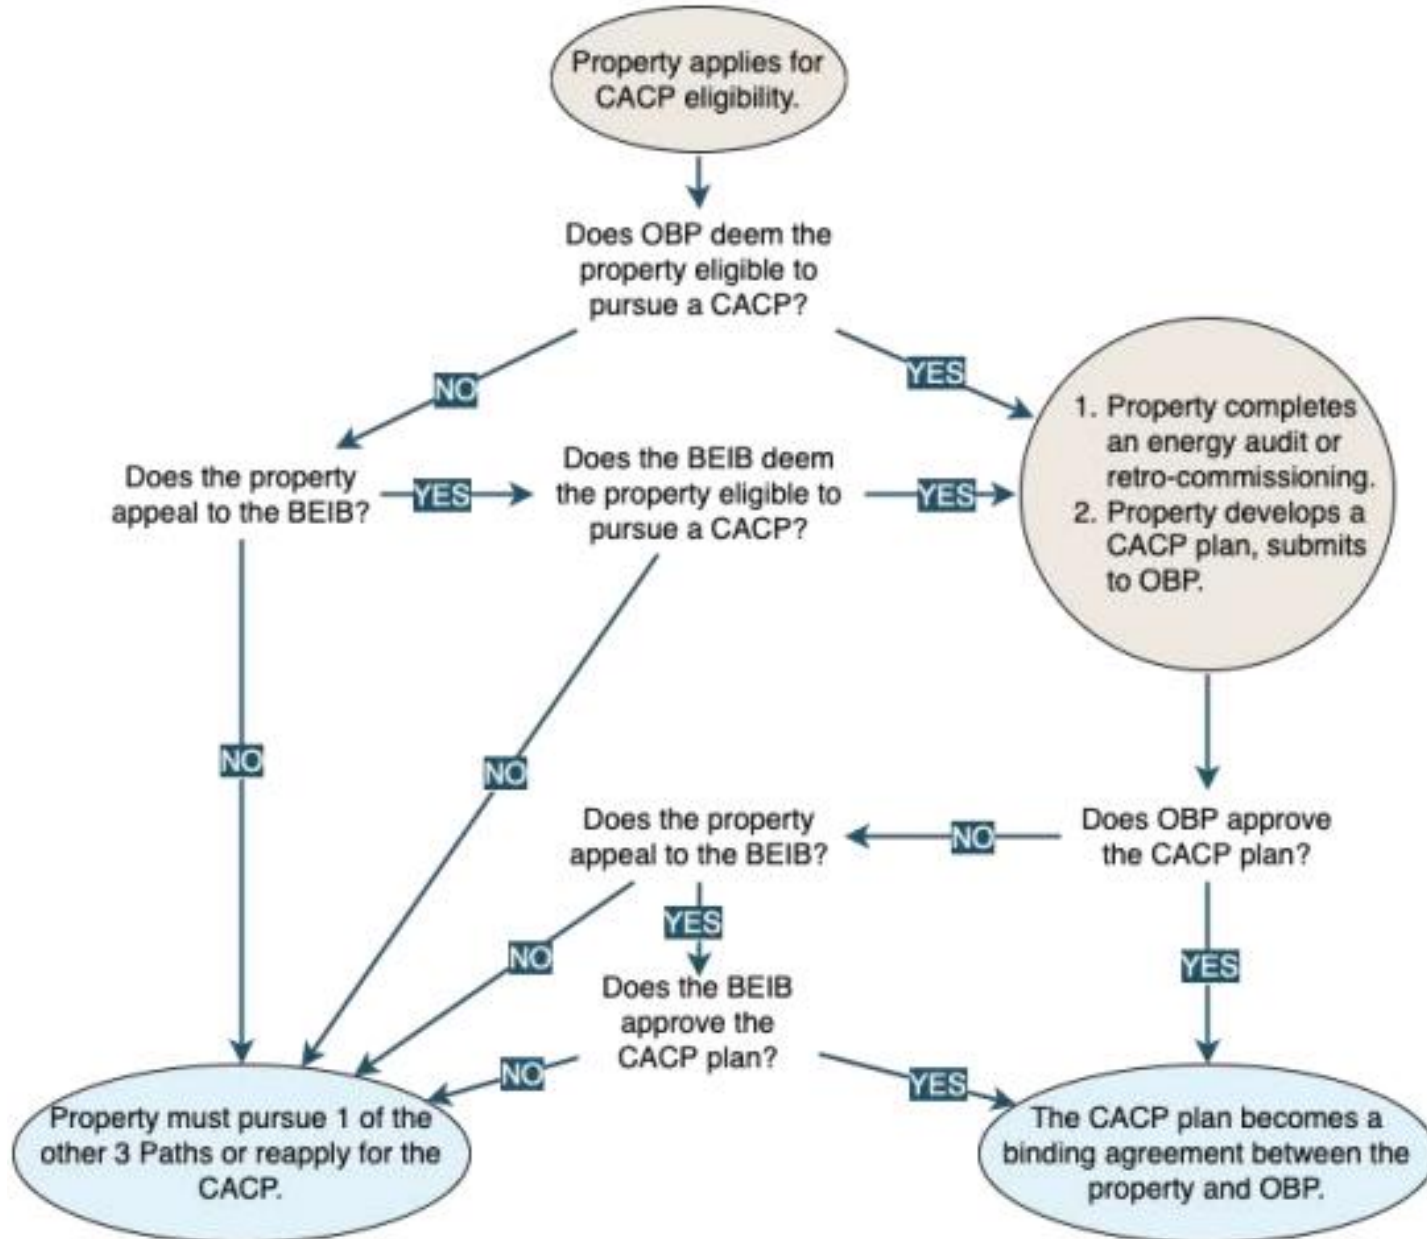 Property applies for
CACP eligibility.
Does OBP deem the
property eligible to
pursue a CACP?
NO
YES
Does the property
appeal to the BEIB?
YES
Does the BEIB deem
the property eligible to
pursue a CACP?
YES
1. Property completes
an energy audit or
retro-commissioning.
2. Property develops a
CACP plan, submits
to OBP.
NO
NO
Does the property
appeal to the BEIB?
NO
Does OBP approve
the CACP plan?
YES
NO
YES
Does the BEIB
approve the
CACP plan?
NO
YES
Property must pursue 1 of the
other 3 Paths or reapply for the
CACP.
The CACP plan becomes a
binding agreement between the
property and OBP.